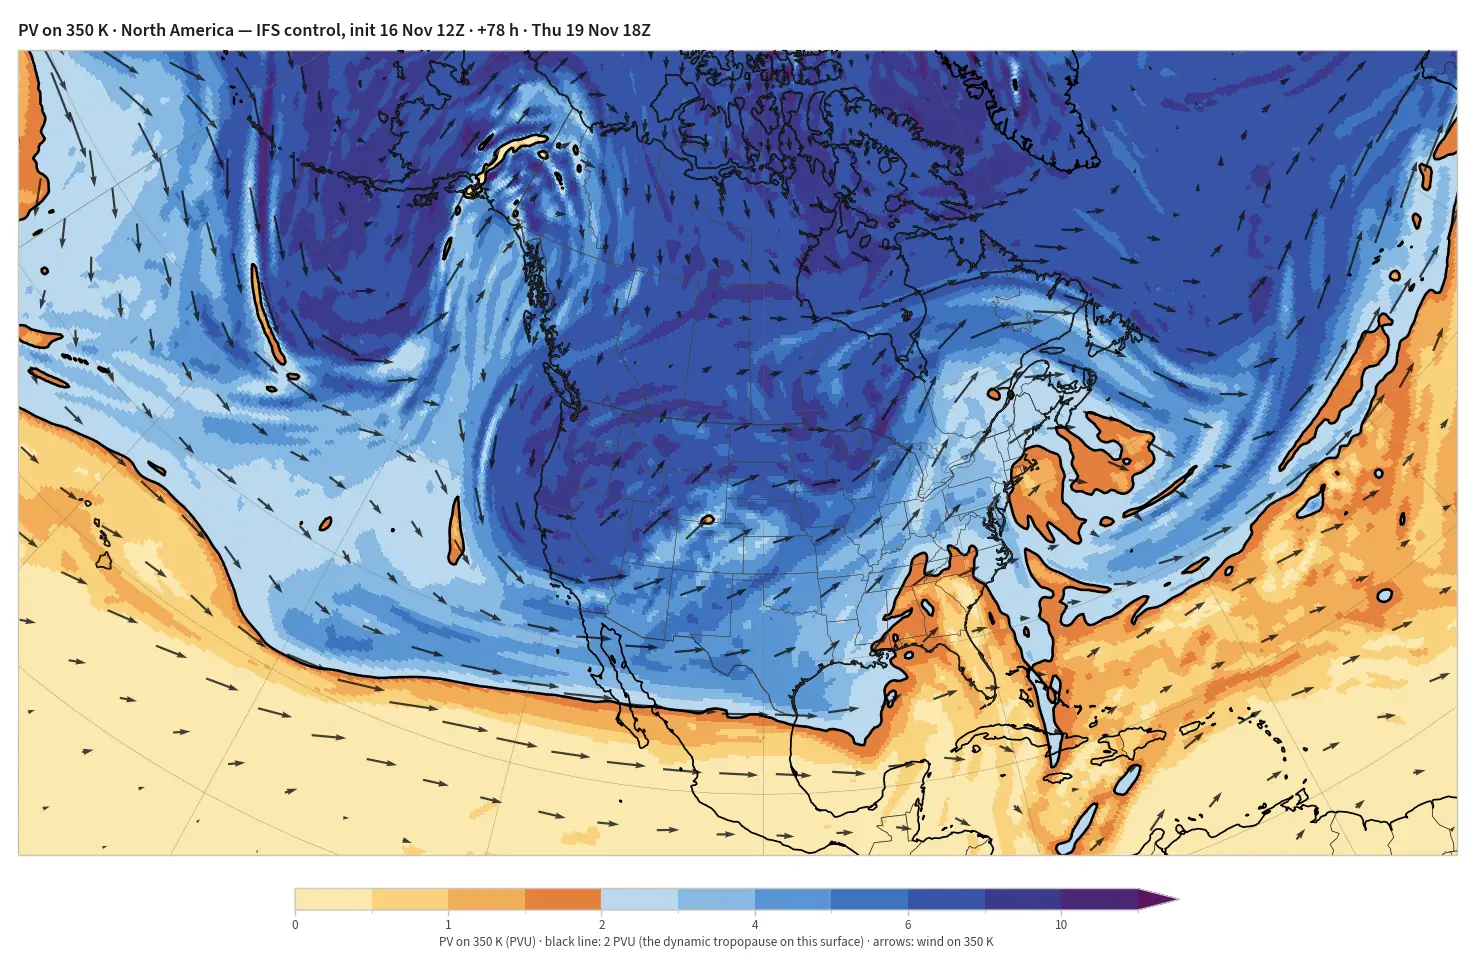 PV on 350 K · North America — IFS control, init 16 Nov 12Z · +78 h · Thu 19 Nov 18Z
0 1 2 4 6 10
PV on 350 K (PVU) · black line: 2 PVU (the dynamic tropopause on this surface) · arrows: wind on 350 K